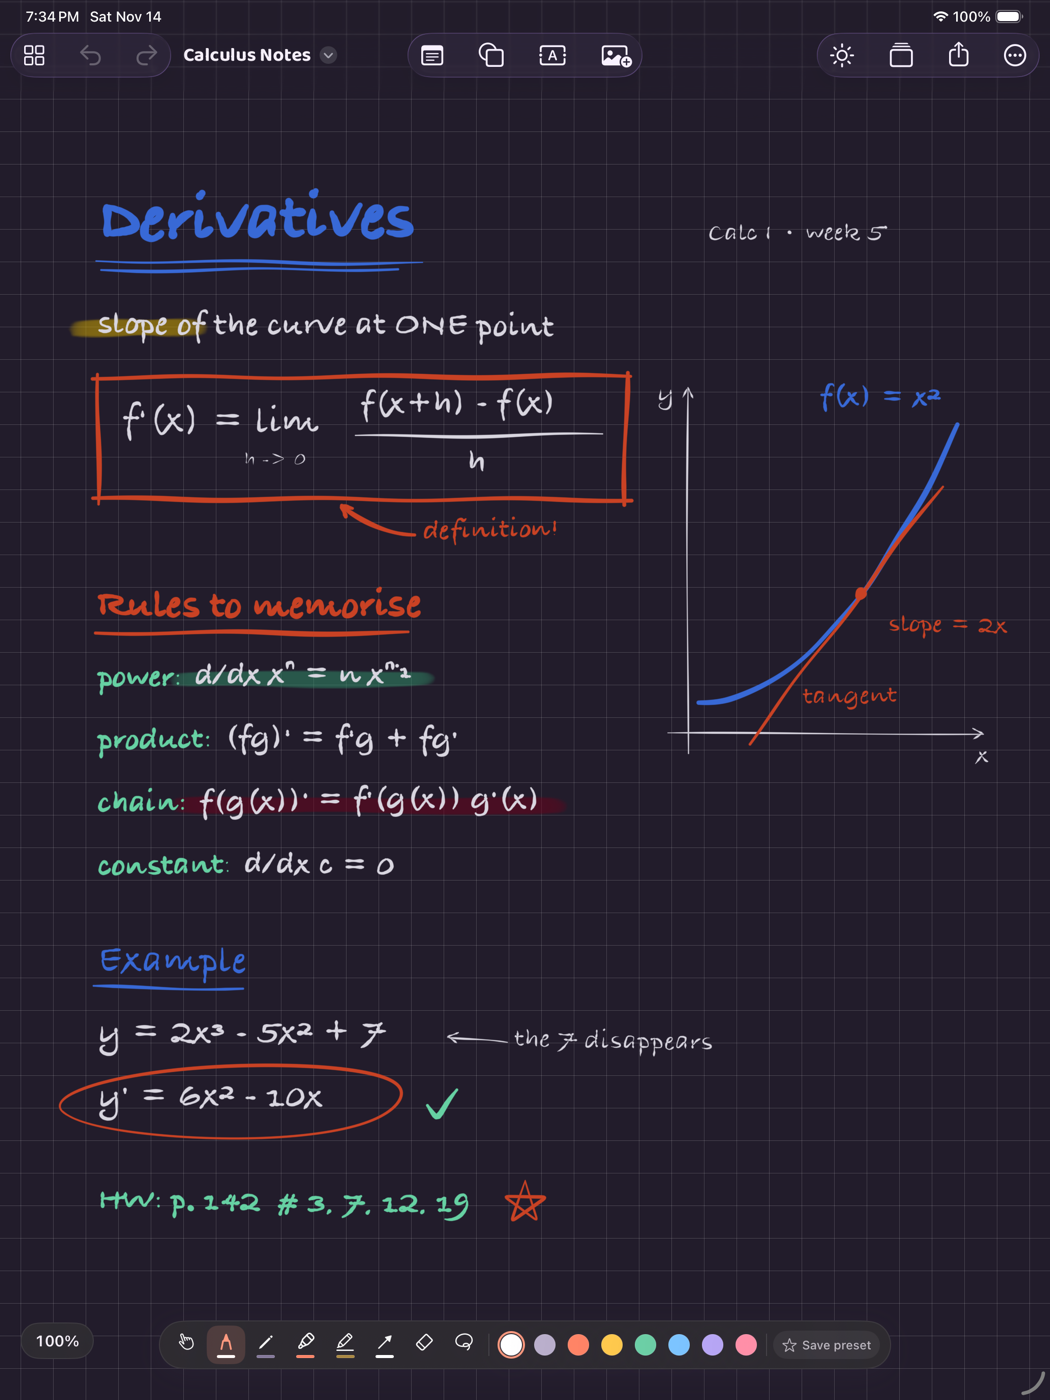 7:34 PM Sat Nov 14
100%
Calculus Notes
A
Derivatives
Calc 1 · week 5
slope of the curve at ONE point
f'(x) = lim f(x+h) - f(x)
h -> 0
h
definition!
y
f(x) = x²
slope = 2x
tangent
x
Rules to memorise
power: d/dx xⁿ = n xⁿ⁻¹
product: (fg)' = f'g + fg'
chain: f(g(x))' = f'(g(x)) g'(x)
constant: d/dx c = 0
Example
y = 2x³ - 5x² + 7
the 7 disappears
y' = 6x² - 10x
HW: p. 142 # 3. 7. 12. 19
100%
Save preset